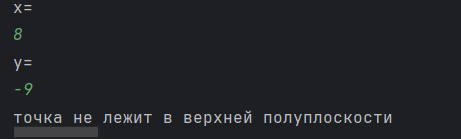 x=
8
y=
-9
точка не лежит в верхней полуплоскости